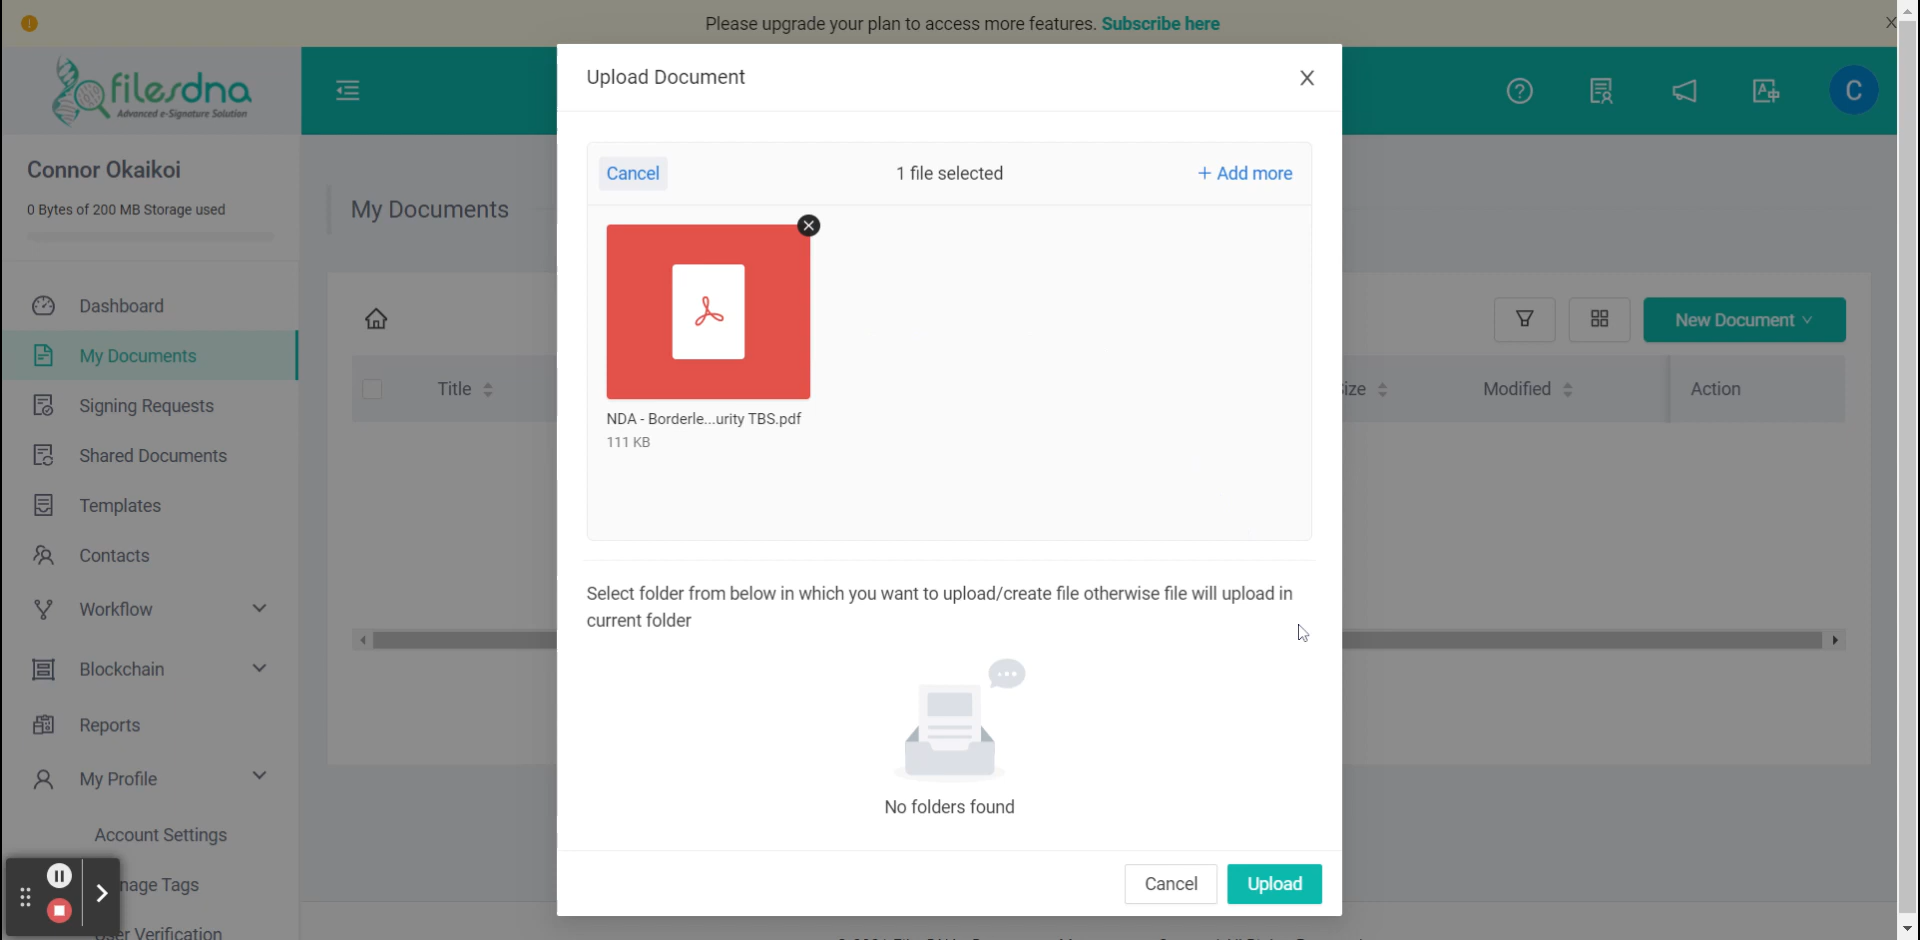 Please upgrade your plan to access more features. Subscribe here
filesdna
Advanced e-Signature Solution
C
Connor Okaikoi
0 Bytes of 200 MB Storage used
Dashboard
My Documents
Signing Requests
Shared Documents
Templates
Contacts
Workflow
Blockchain
Reports
My Profile
Account Settings
nage Tags
er Verification
My Documents
New Document
Title
ize
Modified
Action
Upload Document
Cancel
1 file selected
+ Add more
NDA - Borderle...urity TBS.pdf
111 KB
Select folder from below in which you want to upload/create file otherwise file will upload in
current folder
No folders found
Cancel
Upload